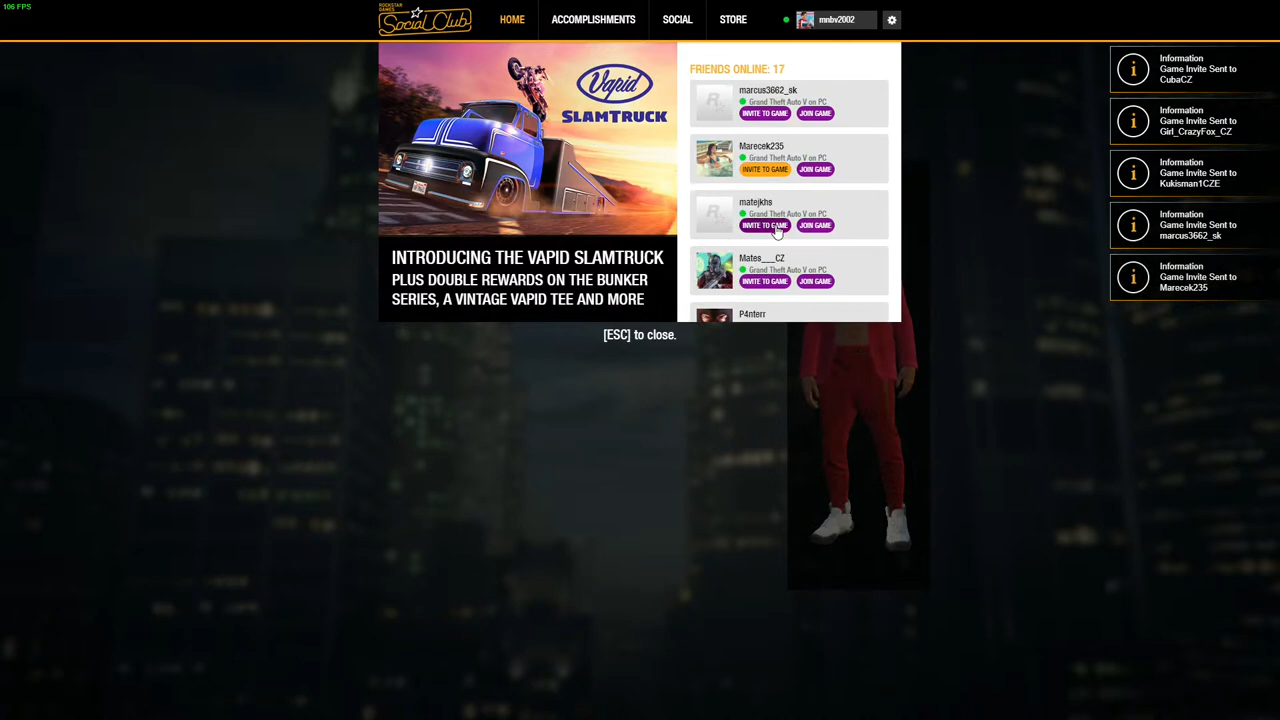 106 FPS
ROCKSTAR GAMES
Social Club
HOME
ACCOMPLISHMENTS
SOCIAL
STORE
mnbv2002
Vapid
SLAMTRUCK
INTRODUCING THE VAPID SLAMTRUCK
PLUS DOUBLE REWARDS ON THE BUNKER
SERIES, A VINTAGE VAPID TEE AND MORE
FRIENDS ONLINE: 17
marcus3662_sk
Grand Theft Auto V on PC
INVITE TO GAME JOIN GAME
Marecek235
Grand Theft Auto V on PC
INVITE TO GAME JOIN GAME
matejkhs
Grand Theft Auto V on PC
INVITE TO GAME JOIN GAME
Mates___CZ
Grand Theft Auto V on PC
INVITE TO GAME JOIN GAME
P4nterr
[ESC] to close.
Information
Game Invite Sent to
CubaCZ
Information
Game Invite Sent to
Girl_CrazyFox_CZ
Information
Game Invite Sent to
Kukisman1CZE
Information
Game Invite Sent to
marcus3662_sk
Information
Game Invite Sent to
Marecek235